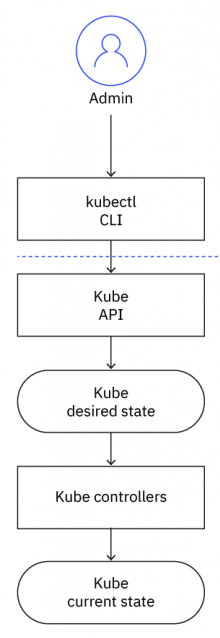 Admin
kubectl
CLI
Kube
API
Kube
desired state
Kube controllers
Kube
current state